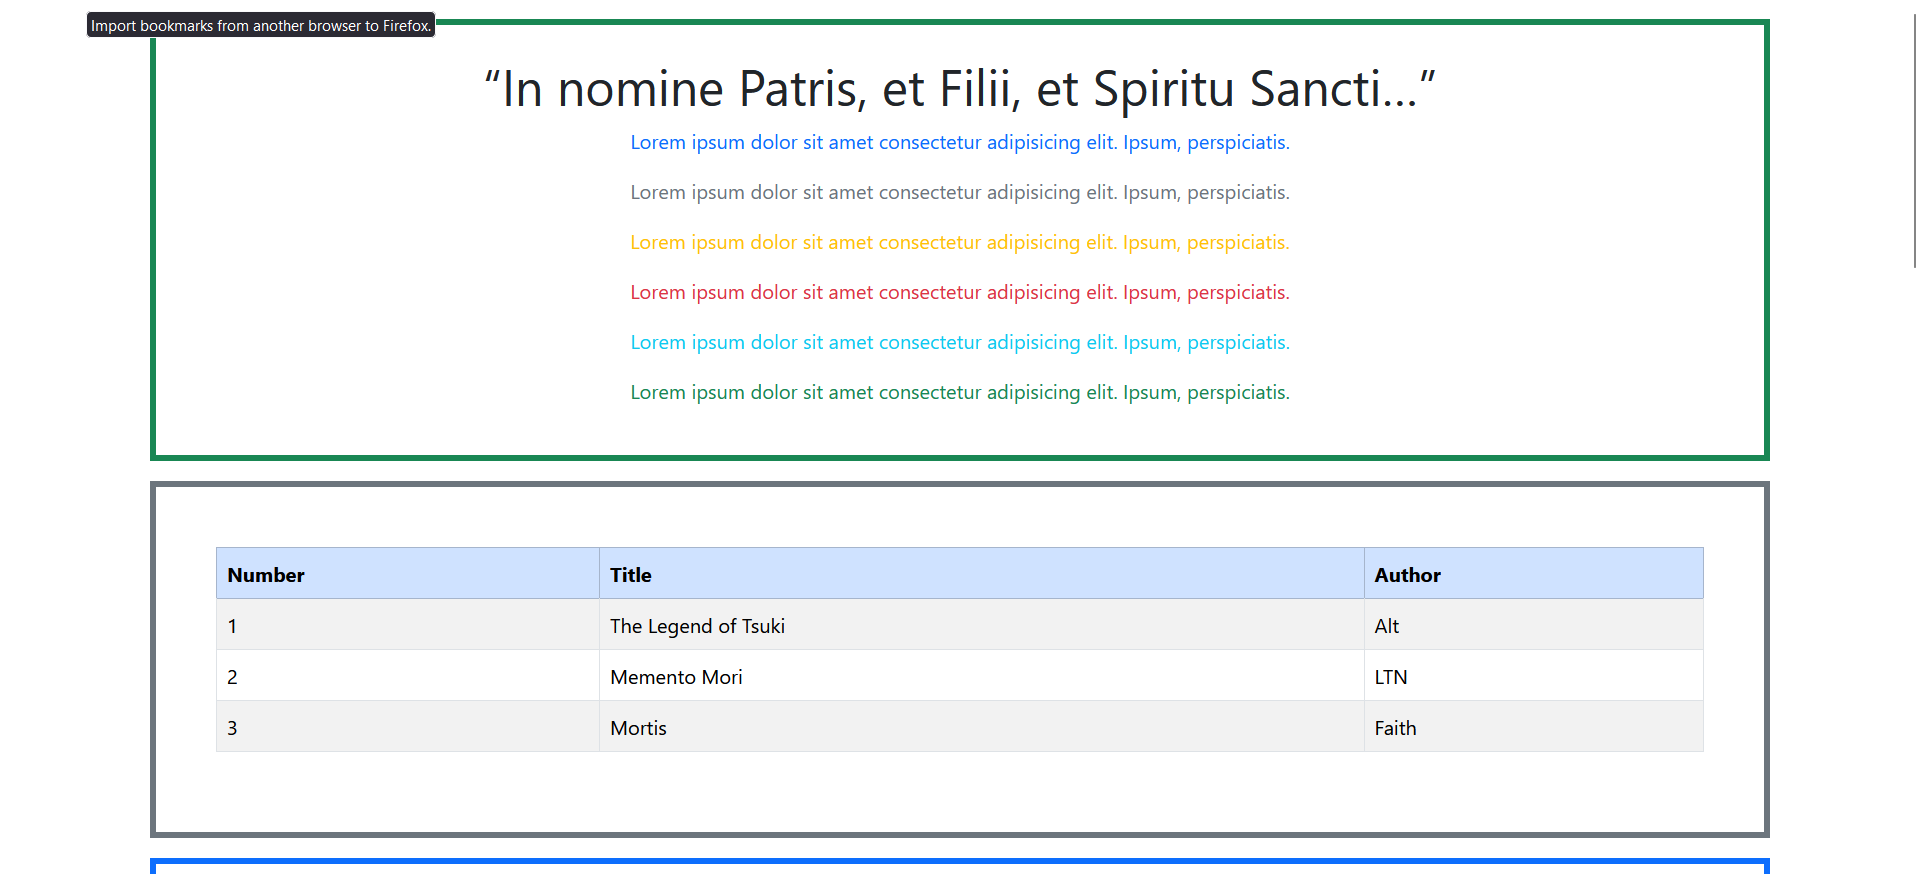 Import bookmarks from another browser to Firefox.
“In nomine Patris, et Filii, et Spiritu Sancti...”
Lorem ipsum dolor sit amet consectetur adipisicing elit. Ipsum, perspiciatis.
Lorem ipsum dolor sit amet consectetur adipisicing elit. Ipsum, perspiciatis.
Lorem ipsum dolor sit amet consectetur adipisicing elit. Ipsum, perspiciatis.
Lorem ipsum dolor sit amet consectetur adipisicing elit. Ipsum, perspiciatis.
Lorem ipsum dolor sit amet consectetur adipisicing elit. Ipsum, perspiciatis.
Lorem ipsum dolor sit amet consectetur adipisicing elit. Ipsum, perspiciatis.
Number Title Author
1 The Legend of Tsuki Alt
2 Memento Mori LTN
3 Mortis Faith